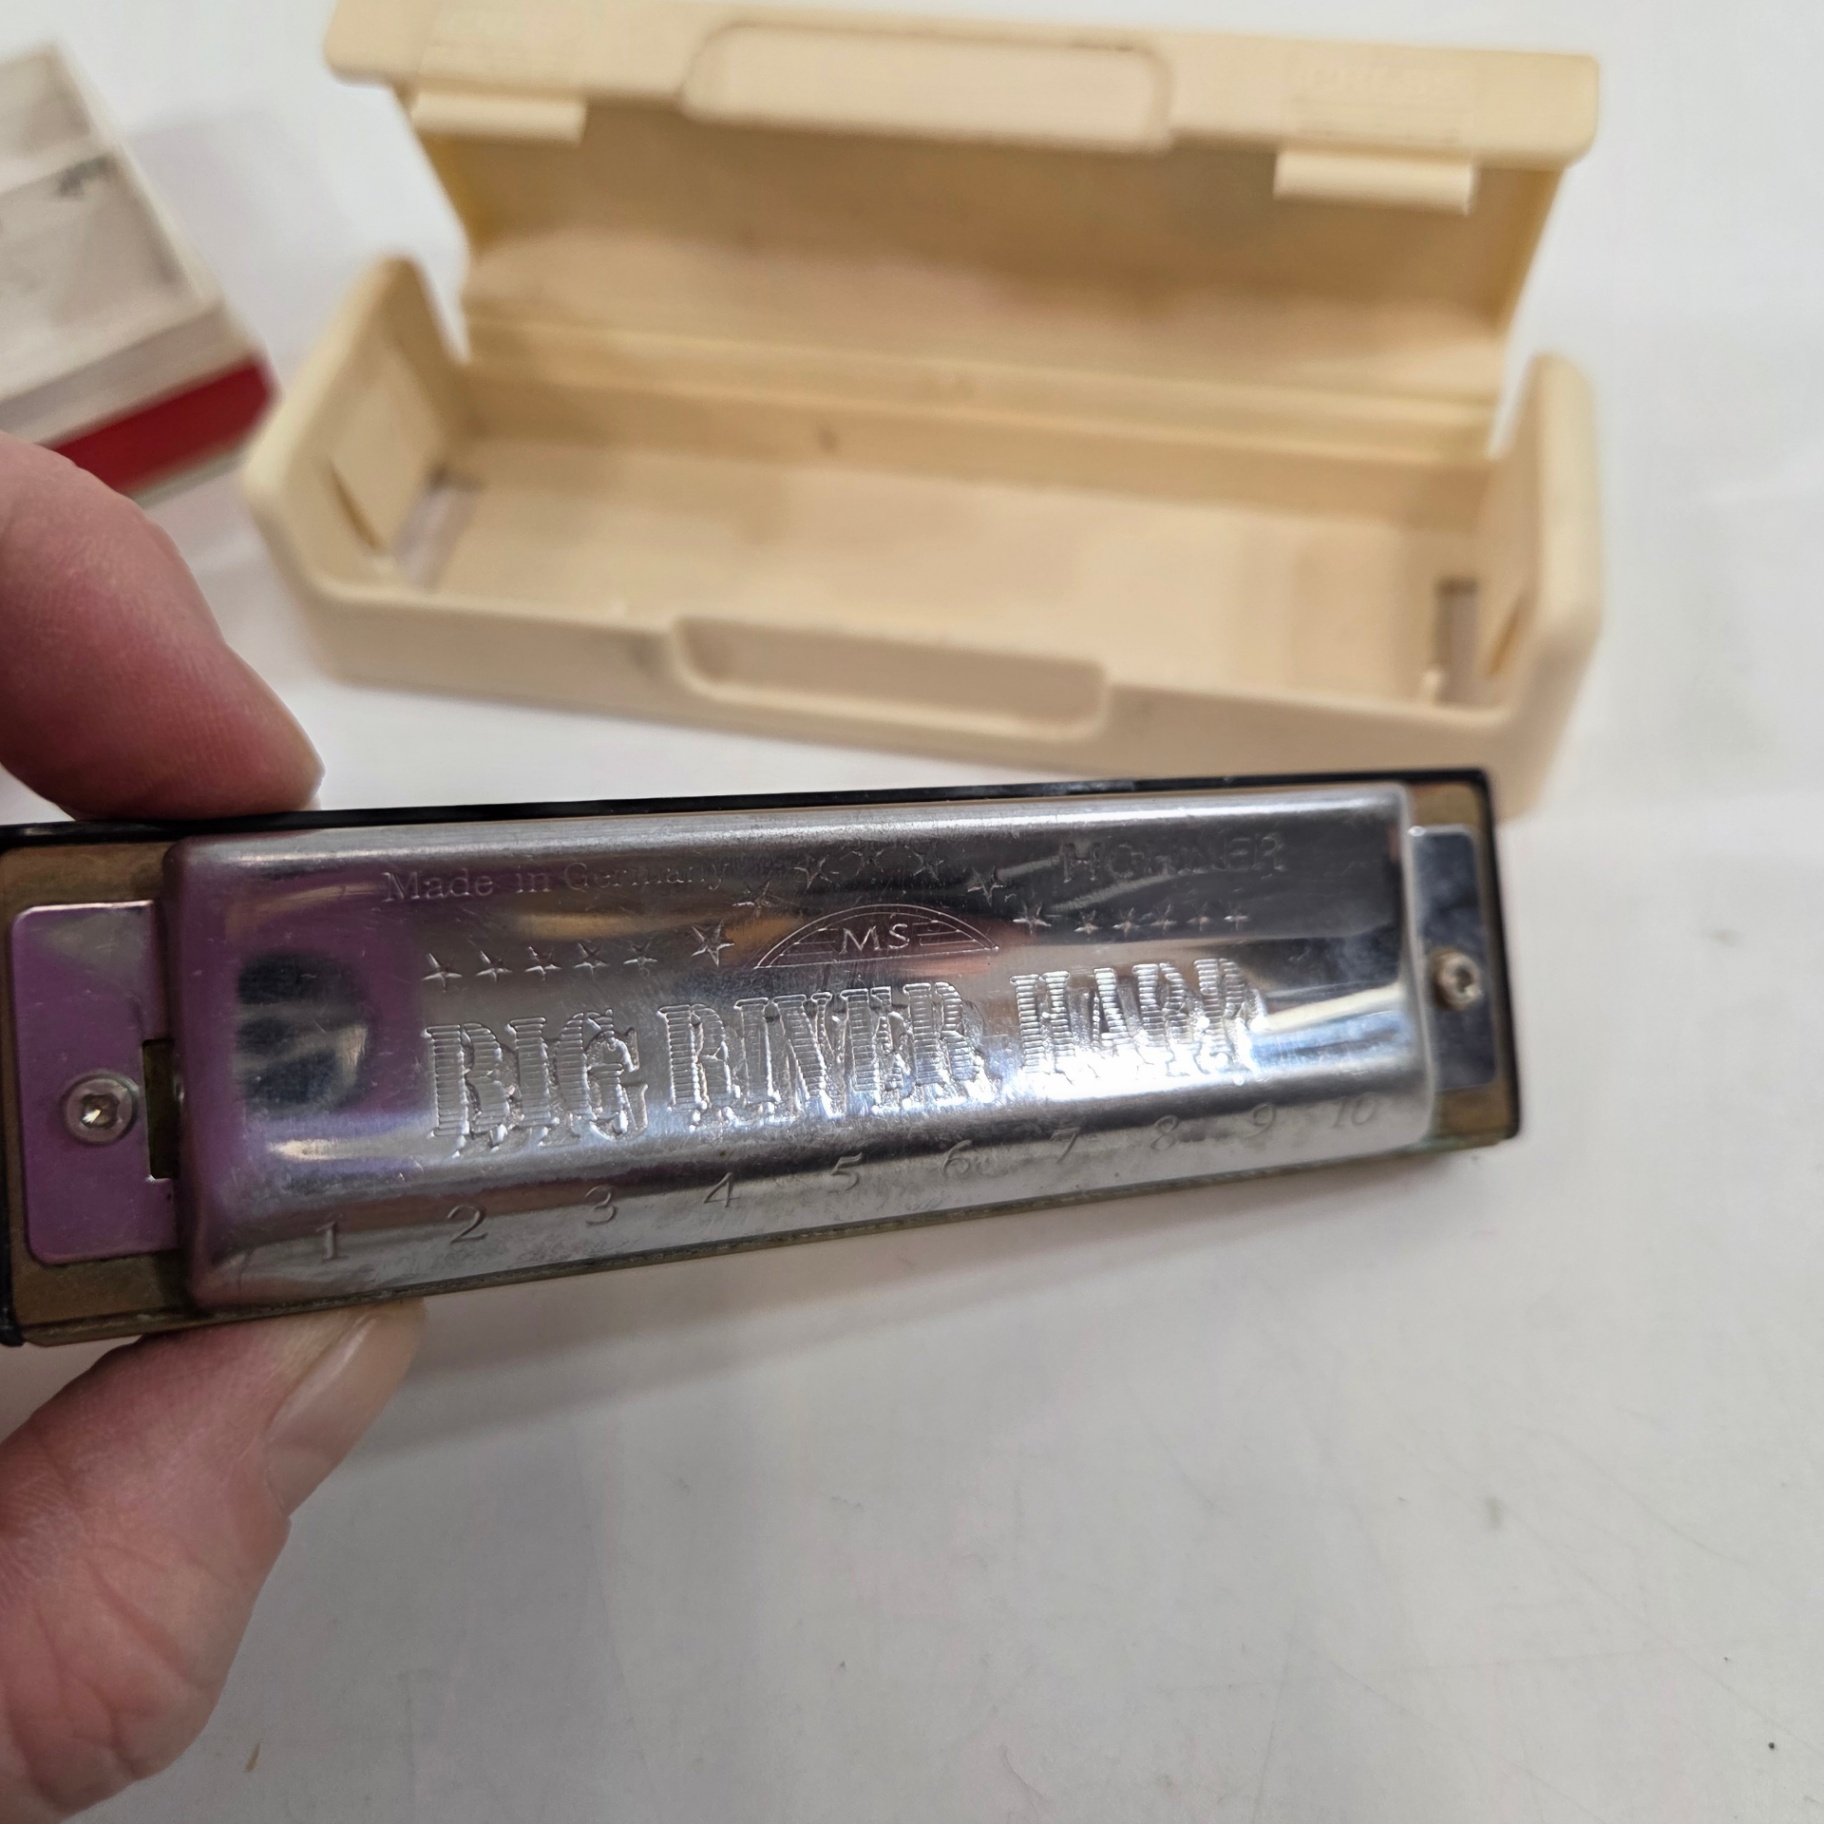 Made in Germany
HOHNER
MS
BIG RIVER HARP
1 2 3 4 5 6 7 8 9 10